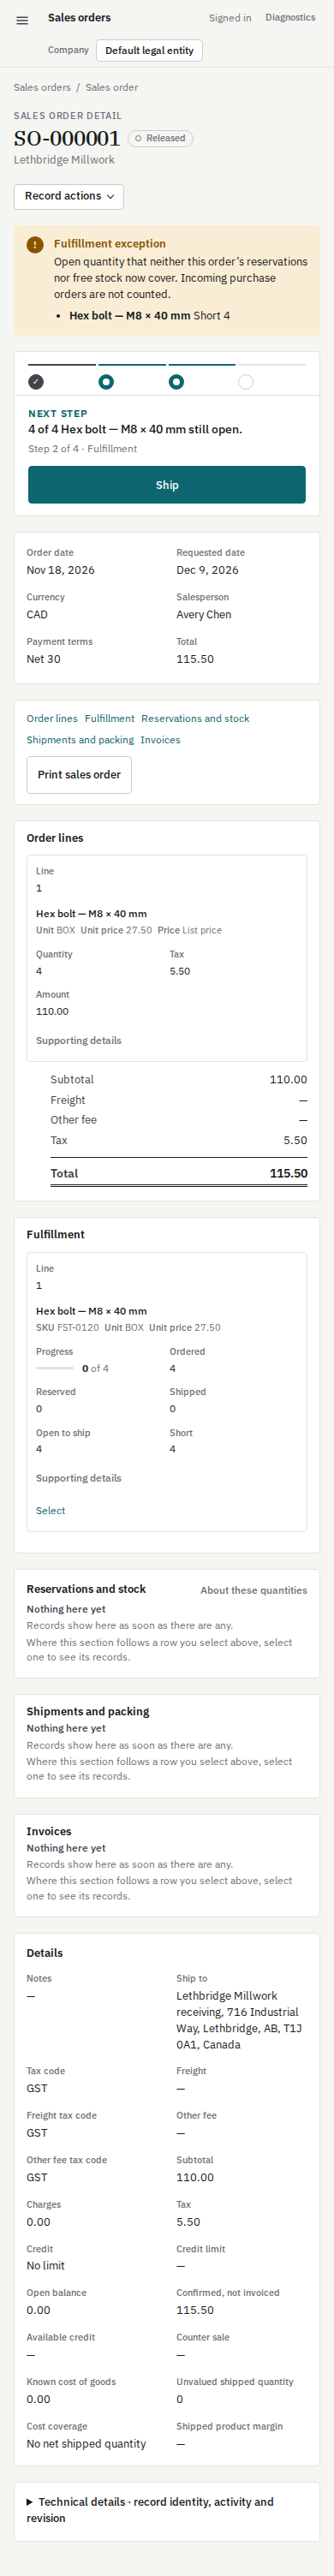 Sales orders
Signed in
Diagnostics
Company
Default legal entity
Sales orders / Sales order
SALES ORDER DETAIL
SO-000001
Released
Lethbridge Millwork
Record actions
Fulfillment exception
Open quantity that neither this order's reservations
nor free stock now cover. Incoming purchase
orders are not counted.
• Hex bolt — M8 × 40 mm Short 4
NEXT STEP
4 of 4 Hex bolt — M8 × 40 mm still open.
Step 2 of 4 · Fulfillment
Ship
Order date
Requested date
Nov 18, 2026
Dec 9, 2026
Currency
Salesperson
CAD
Avery Chen
Payment terms
Total
Net 30
115.50
Order lines Fulfillment Reservations and stock
Shipments and packing Invoices
Print sales order
Order lines
Line
1
Hex bolt — M8 × 40 mm
Unit BOX Unit price 27.50 Price List price
Quantity
Tax
4
5.50
Amount
110.00
Supporting details
Subtotal 110.00
Freight —
Other fee —
Tax 5.50
Total 115.50
Fulfillment
Line
1
Hex bolt — M8 × 40 mm
SKU FST-0120 Unit BOX Unit price 27.50
Progress
Ordered
0 of 4
4
Reserved
Shipped
0
0
Open to ship
Short
4
4
Supporting details
Select
Reservations and stock
About these quantities
Nothing here yet
Records show here as soon as there are any.
Where this section follows a row you select above, select
one to see its records.
Shipments and packing
Nothing here yet
Records show here as soon as there are any.
Where this section follows a row you select above, select
one to see its records.
Invoices
Nothing here yet
Records show here as soon as there are any.
Where this section follows a row you select above, select
one to see its records.
Details
Notes
Ship to
—
Lethbridge Millwork
receiving, 716 Industrial
Way, Lethbridge, AB, T1J
0A1, Canada
Tax code
Freight
GST
—
Freight tax code
Other fee
GST
—
Other fee tax code
Subtotal
GST
110.00
Charges
Tax
0.00
5.50
Credit
Credit limit
No limit
—
Open balance
Confirmed, not invoiced
0.00
115.50
Available credit
Counter sale
—
—
Known cost of goods
Unvalued shipped quantity
0.00
0
Cost coverage
Shipped product margin
No net shipped quantity
—
Technical details · record identity, activity and
revision